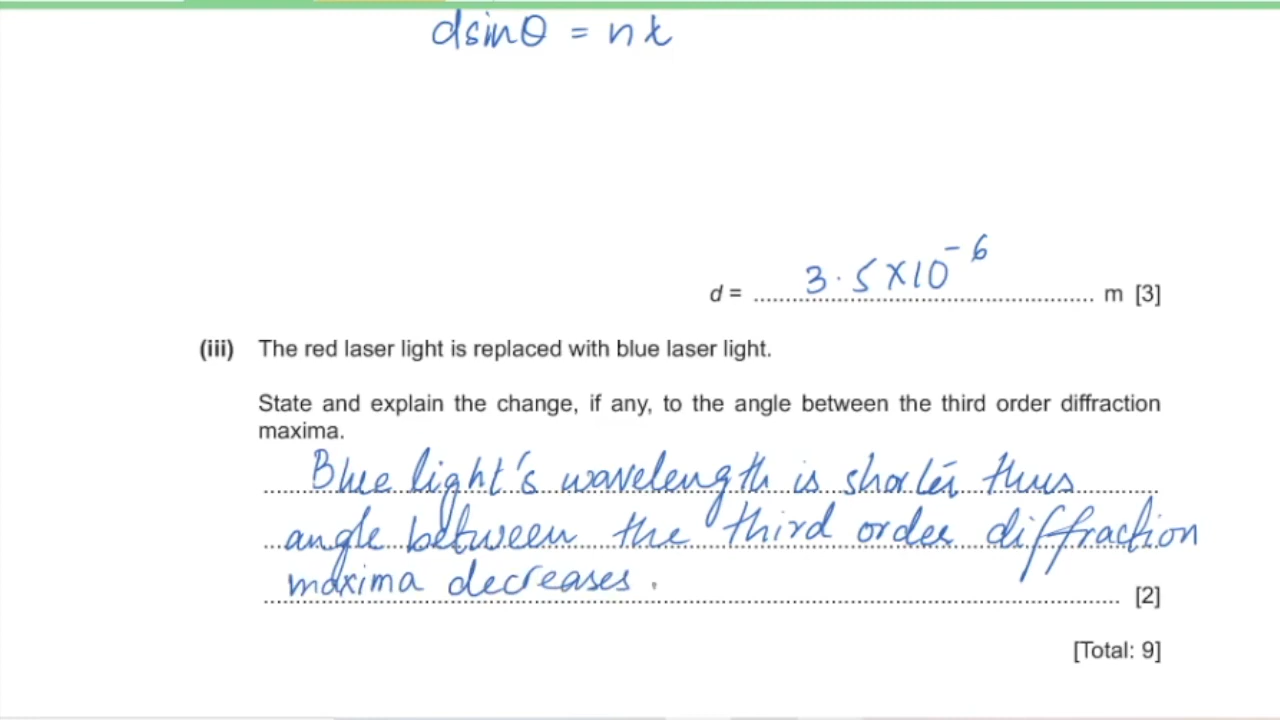 dsinθ = nλ
d = 3.5×10⁻⁶ m [3]
(iii) The red laser light is replaced with blue laser light.
State and explain the change, if any, to the angle between the third order diffraction
maxima.
Blue light's wavelength is shorter thus
angle between the third order diffraction
maxima decreases.
[2]
[Total: 9]